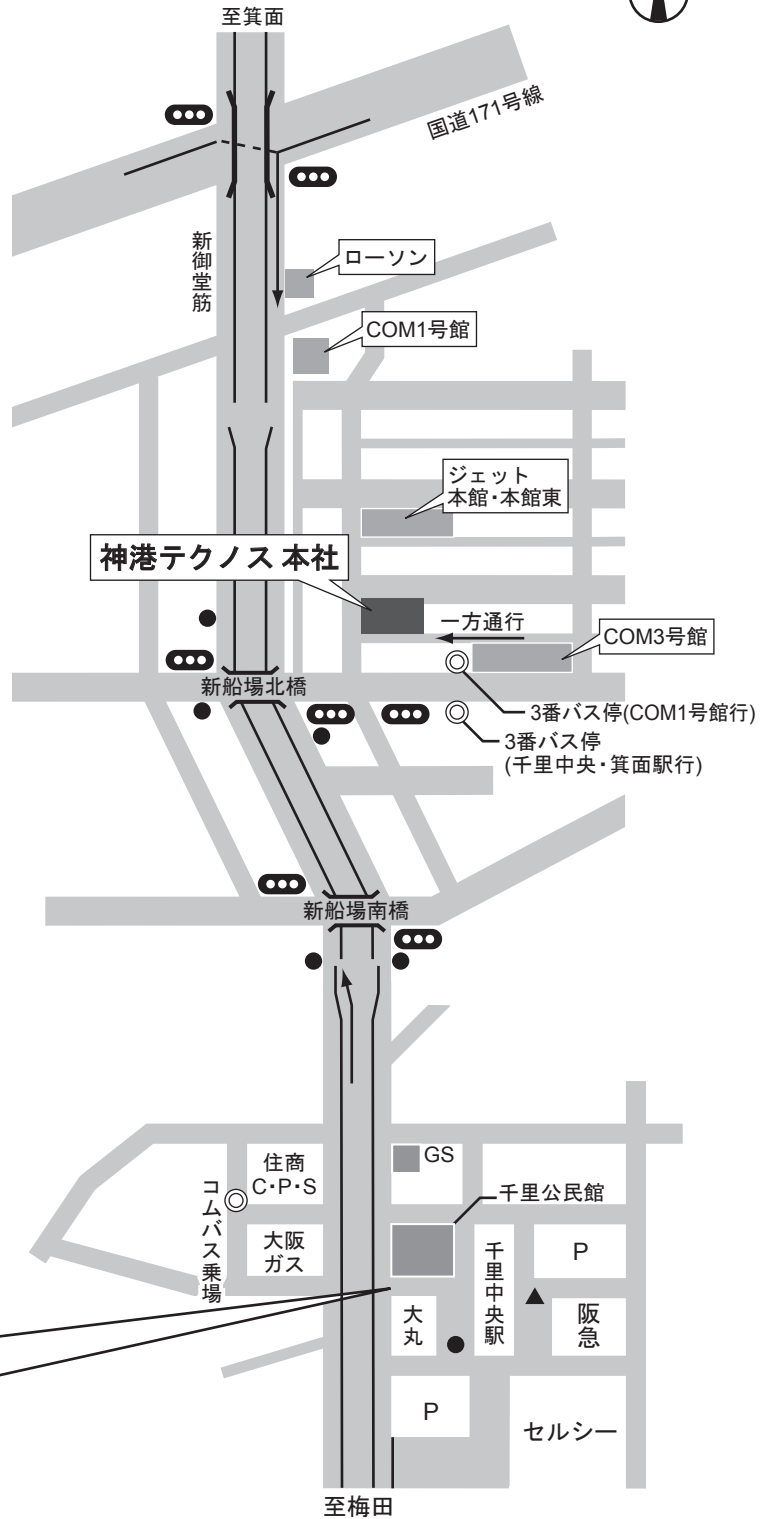 至箕面
国道171号線
新御堂筋
ローソン
COM1号館
ジェット
本館・本館東
神港テクノス 本社
一方通行
COM3号館
新船場北橋
3番バス停(COM1号館行)
3番バス停
(千里中央・箕面駅行)
新船場南橋
GS
住商
C・P・S
千里公民館
コムバス乗場
大阪
ガス
千里中央駅
P
大丸
阪急
P
セルシー
至梅田